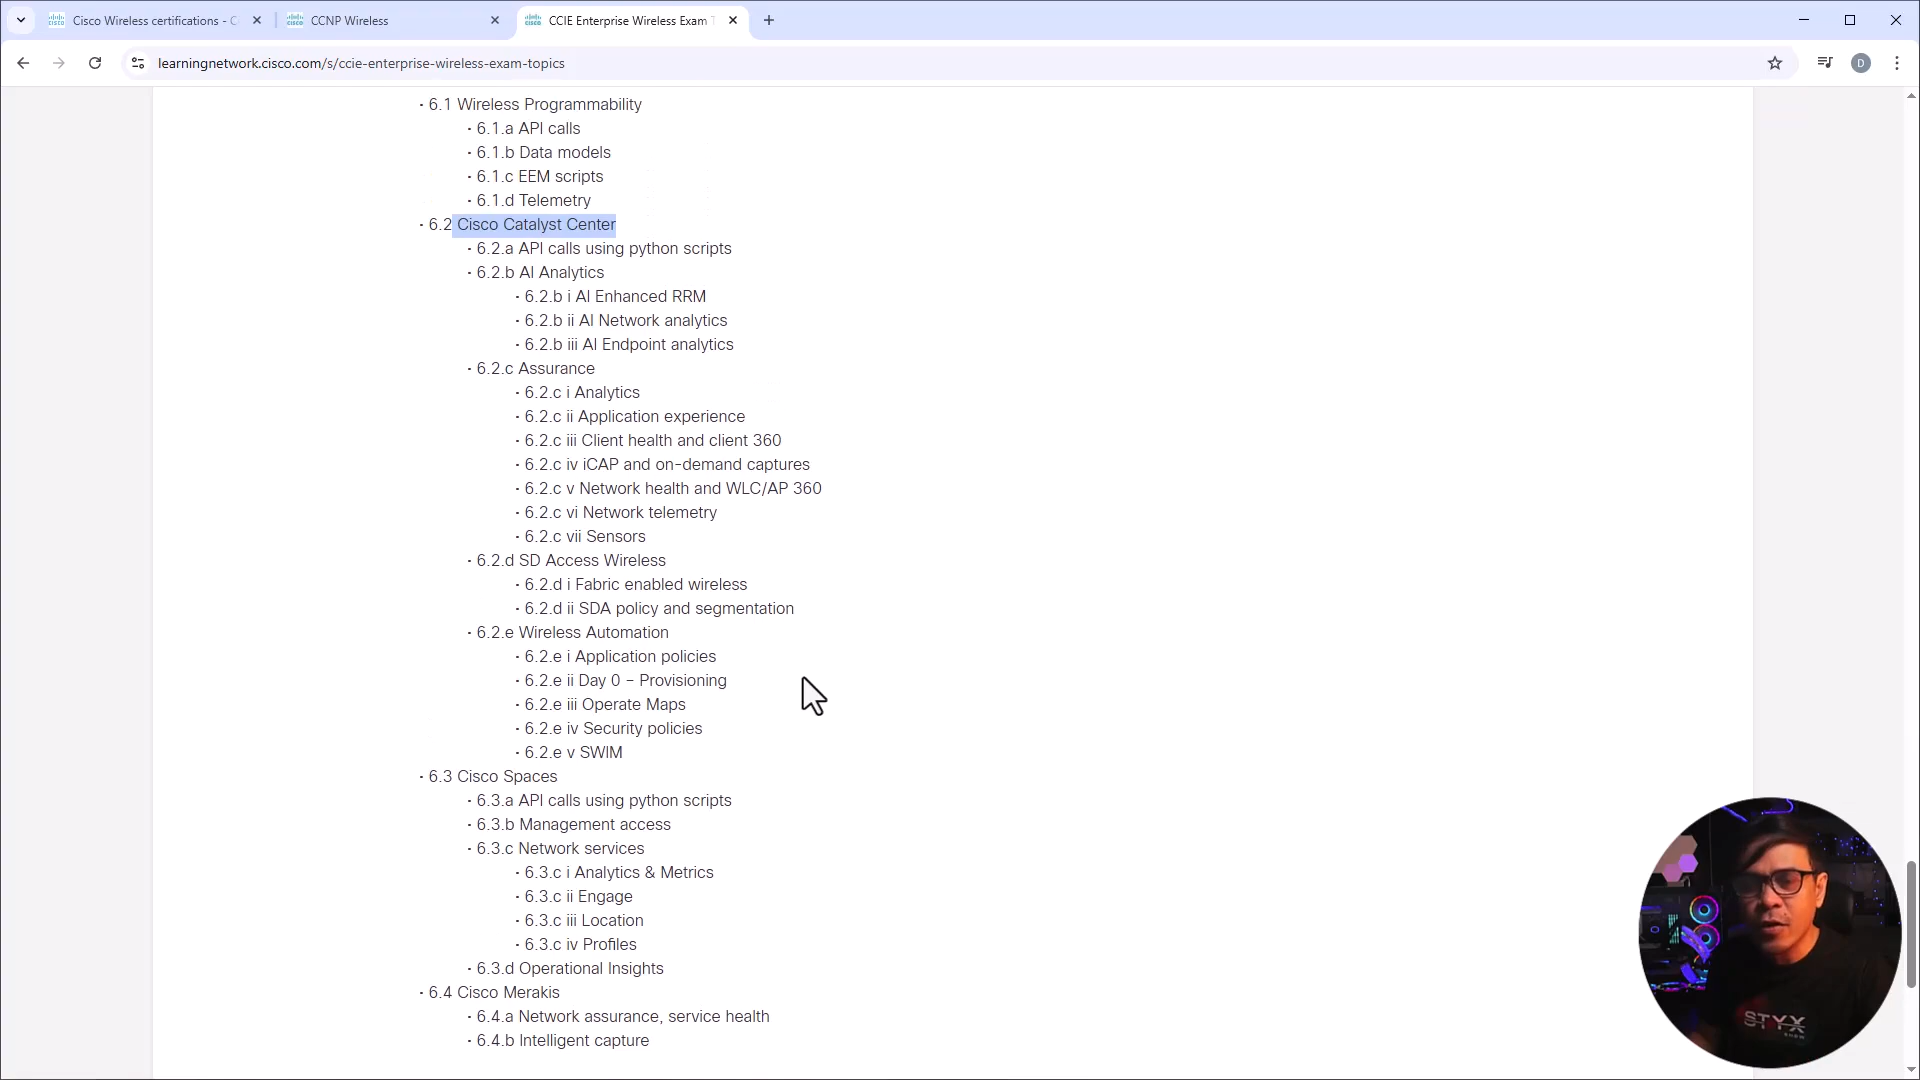 Cisco Wireless certifications - C
CCNP Wireless
CCIE Enterprise Wireless Exam T
learningnetwork.cisco.com/s/ccie-enterprise-wireless-exam-topics
D
• 6.1 Wireless Programmability
• 6.1.a API calls
• 6.1.b Data models
• 6.1.c EEM scripts
• 6.1.d Telemetry
• 6.2 Cisco Catalyst Center
• 6.2.a API calls using python scripts
• 6.2.b AI Analytics
• 6.2.b i AI Enhanced RRM
• 6.2.b ii AI Network analytics
• 6.2.b iii AI Endpoint analytics
• 6.2.c Assurance
• 6.2.c i Analytics
• 6.2.c ii Application experience
• 6.2.c iii Client health and client 360
• 6.2.c iv iCAP and on-demand captures
• 6.2.c v Network health and WLC/AP 360
• 6.2.c vi Network telemetry
• 6.2.c vii Sensors
• 6.2.d SD Access Wireless
• 6.2.d i Fabric enabled wireless
• 6.2.d ii SDA policy and segmentation
• 6.2.e Wireless Automation
• 6.2.e i Application policies
• 6.2.e ii Day 0 – Provisioning
• 6.2.e iii Operate Maps
• 6.2.e iv Security policies
• 6.2.e v SWIM
• 6.3 Cisco Spaces
• 6.3.a API calls using python scripts
• 6.3.b Management access
• 6.3.c Network services
• 6.3.c i Analytics & Metrics
• 6.3.c ii Engage
• 6.3.c iii Location
• 6.3.c iv Profiles
• 6.3.d Operational Insights
• 6.4 Cisco Merakis
• 6.4.a Network assurance, service health
• 6.4.b Intelligent capture
STYX